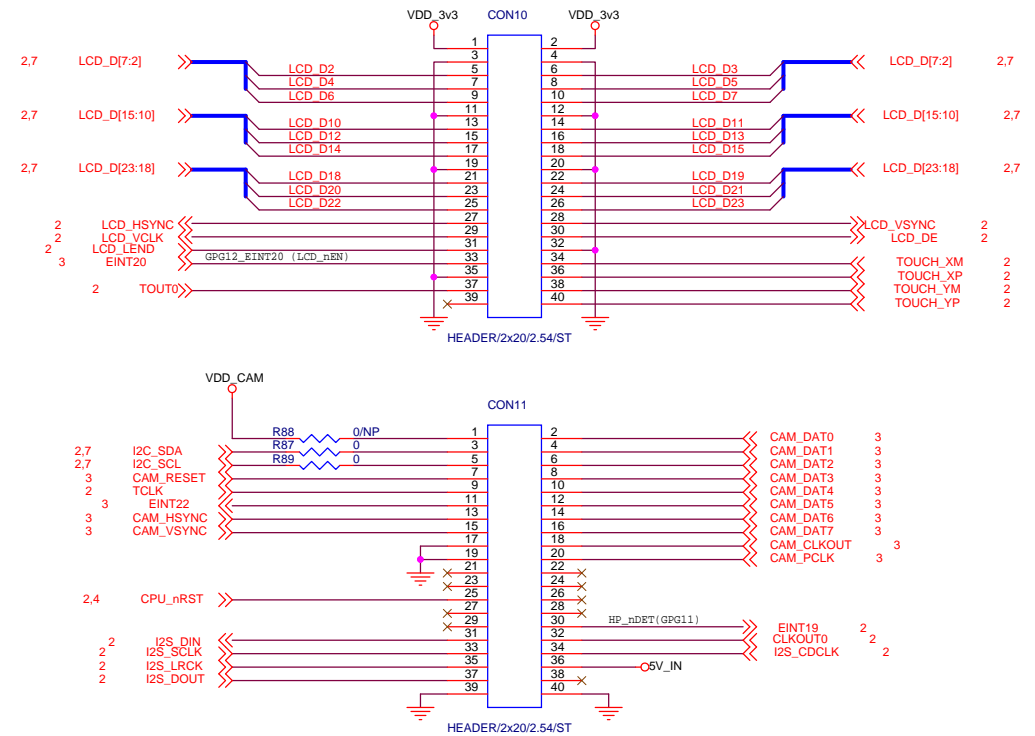 VDD_3v3 CON10 VDD_3v3
1 2
3 4
2,7 LCD_D[7:2] LCD_D2 5 6 LCD_D3 LCD_D[7:2] 2,7
LCD_D4 7 8 LCD_D5
LCD_D6 9 10 LCD_D7
11 12
2,7 LCD_D[15:10] LCD_D10 13 14 LCD_D11 LCD_D[15:10] 2,7
LCD_D12 15 16 LCD_D13
LCD_D14 17 18 LCD_D15
19 20
2,7 LCD_D[23:18] LCD_D18 21 22 LCD_D19 LCD_D[23:18] 2,7
LCD_D20 23 24 LCD_D21
LCD_D22 25 26 LCD_D23
2 LCD_HSYNC 27 28 LCD_VSYNC 2
2 LCD_VCLK 29 30 LCD_DE 2
2 LCD_LEND 31 32
3 EINT20 GPG12_EINT20 (LCD_nEN) 33 34 TOUCH_XM 2
35 36 TOUCH_XP 2
2 TOUT0 37 38 TOUCH_YM 2
39 40 TOUCH_YP 2
HEADER/2x20/2.54/ST
VDD_CAM
CON11
R88 0/NP 1 2 CAM_DAT0 3
2,7 I2C_SDA R87 0 3 4 CAM_DAT1 3
2,7 I2C_SCL R89 0 5 6 CAM_DAT2 3
3 CAM_RESET 7 8 CAM_DAT3 3
2 TCLK 9 10 CAM_DAT4 3
3 EINT22 11 12 CAM_DAT5 3
3 CAM_HSYNC 13 14 CAM_DAT6 3
3 CAM_VSYNC 15 16 CAM_DAT7 3
17 18 CAM_CLKOUT 3
19 20 CAM_PCLK 3
21 22
23 24
2,4 CPU_nRST 25 26
27 28
29 30 HP_nDET(GPG11) EINT19 2
2 I2S_DIN 31 32 CLKOUT0 2
2 I2S_SCLK 33 34 I2S_CDCLK 2
2 I2S_LRCK 35 36 5V_IN
2 I2S_DOUT 37 38
39 40
HEADER/2x20/2.54/ST